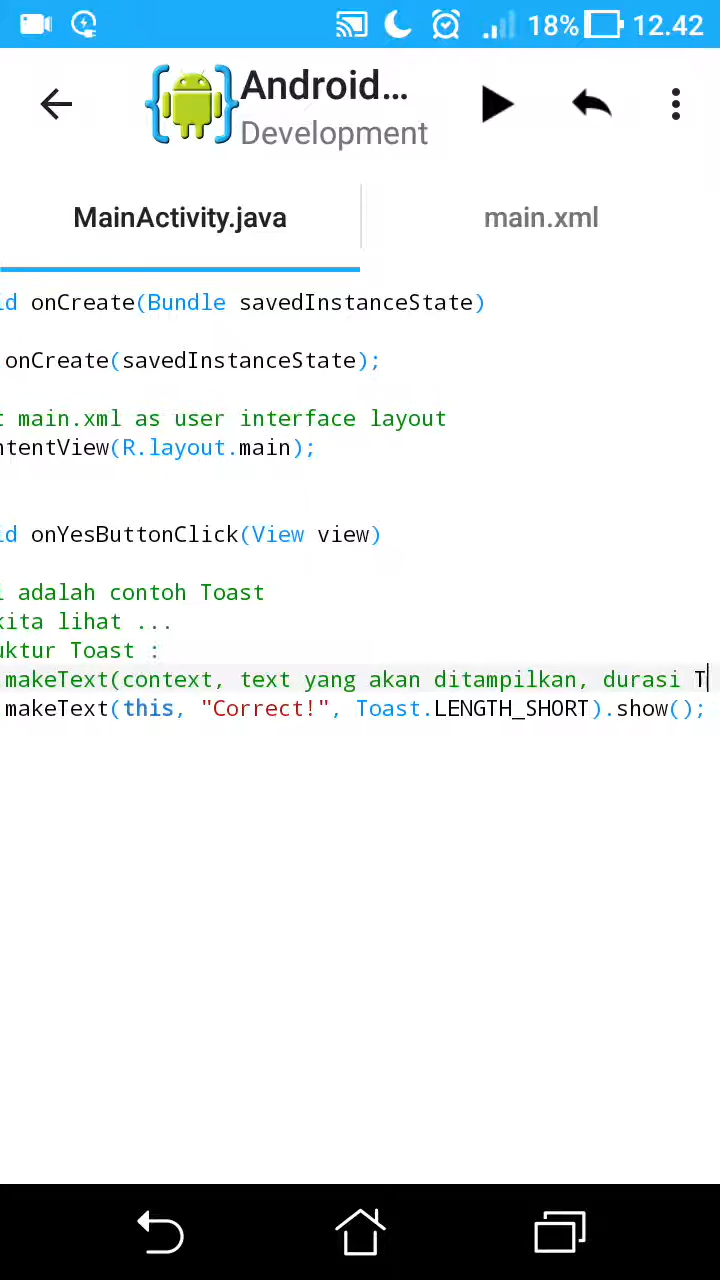 18% 12.42
Android...
Development
MainActivity.java main.xml
id onCreate(Bundle savedInstanceState)
.onCreate(savedInstanceState);
t main.xml as user interface layout
ntentView(R.layout.main);
id onYesButtonClick(View view)
i adalah contoh Toast
kita lihat ...
uktur Toast :
.makeText(context, text yang akan ditampilkan, durasi T
.makeText(this, "Correct!", Toast.LENGTH_SHORT).show();